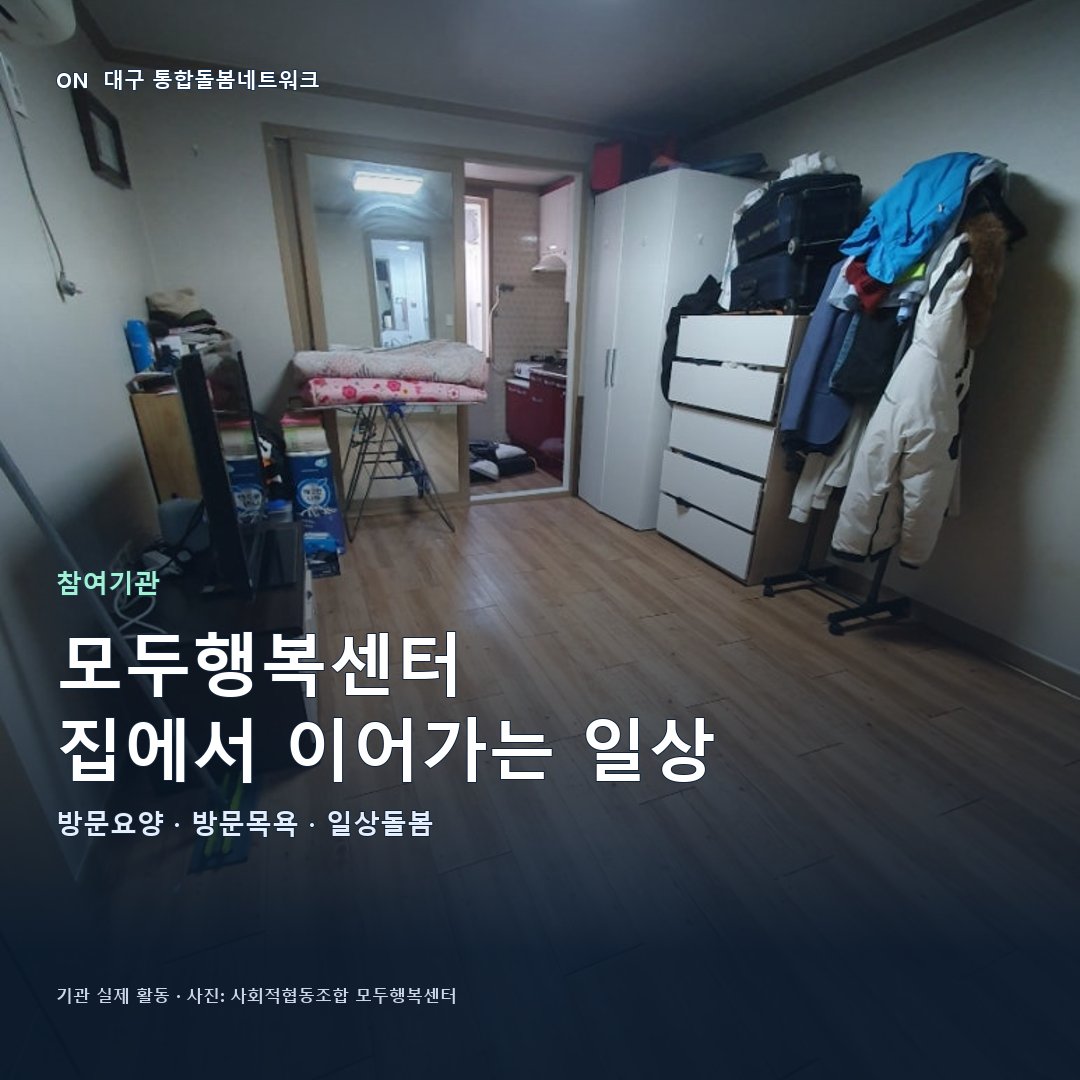 ON 대구 통합돌봄네트워크
참여기관
모두행복센터
집에서 이어가는 일상
방문요양 · 방문목욕 · 일상돌봄
기관 실제 활동 · 사진: 사회적협동조합 모두행복센터